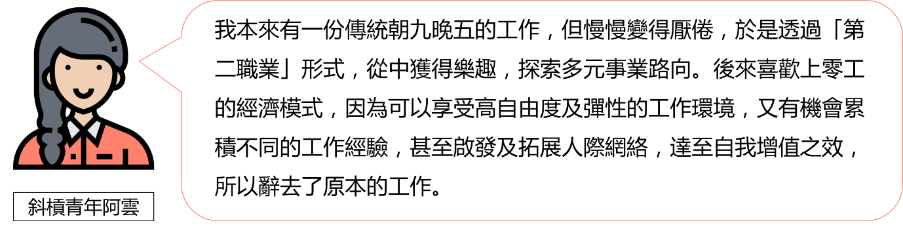 我本來有一份傳統朝九晚五的工作，但慢慢變得厭倦，於是透過「第
二職業」形式，從中獲得樂趣，探索多元事業路向。後來喜歡上零工
的經濟模式，因為可以享受高自由度及彈性的工作環境，又有機會累
積不同的工作經驗，甚至啟發及拓展人際網絡，達至自我增值之效，
所以辭去了原本的工作。
斜槓青年阿雲